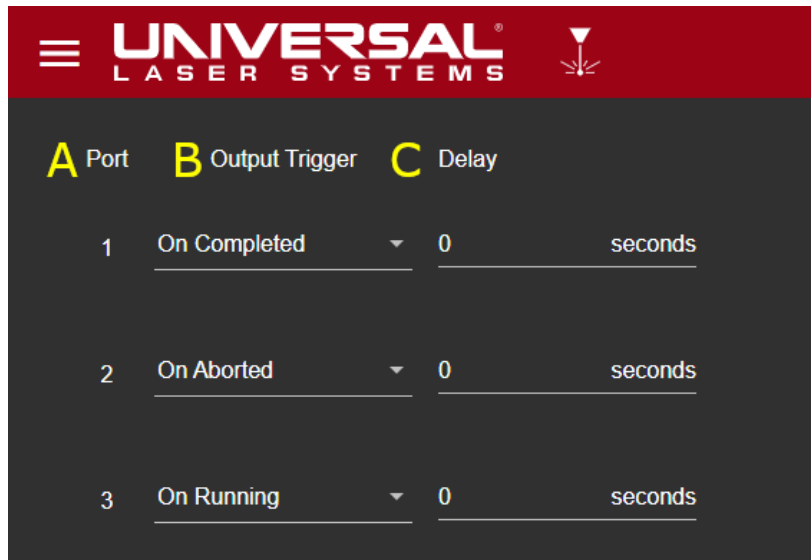 UNIVERSAL®
LASER SYSTEMS
A Port B Output Trigger C Delay
1 On Completed 0 seconds
2 On Aborted 0 seconds
3 On Running 0 seconds